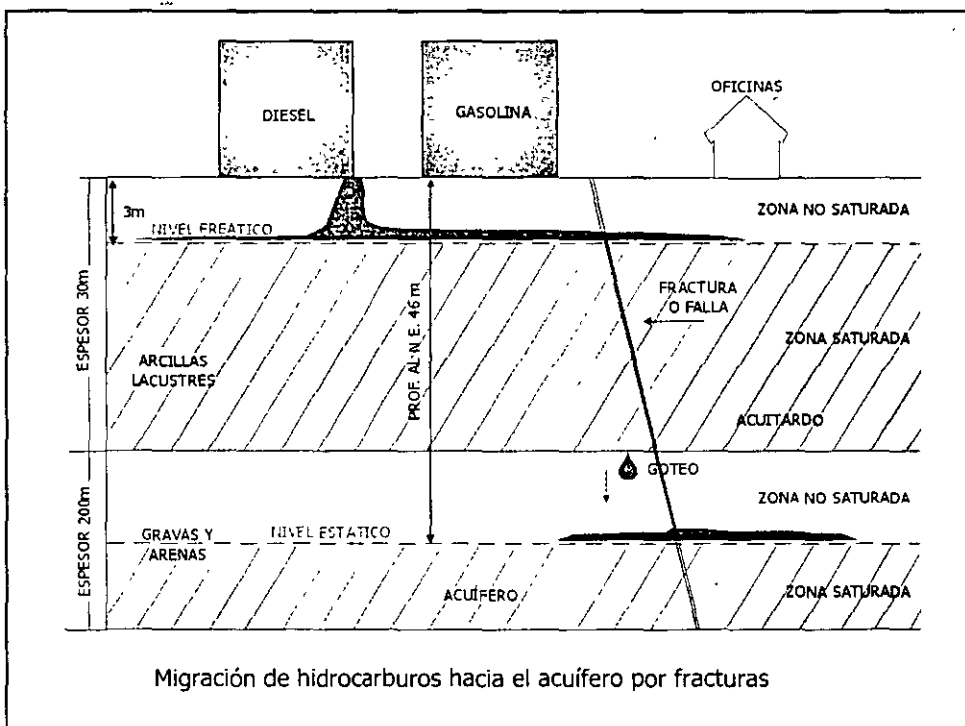 DIESEL
GASOLINA
OFICINAS
3m
NIVEL FREÁTICO
ZONA NO SATURADA
ESPESOR 30m
PROF. AL N.E. 46 m
FRACTURA
O FALLA
ZONA
SATURADA
ARCILLAS
LACUSTRES
ACUITARDO
GOTEO
ZONA NO SATURADA
ESPESOR 200m
GRAVAS Y
ARENAS
NIVEL ESTÁTICO
ACUÍFERO
ZONA SATURADA
Migración de hidrocarburos hacia el acuífero por fracturas